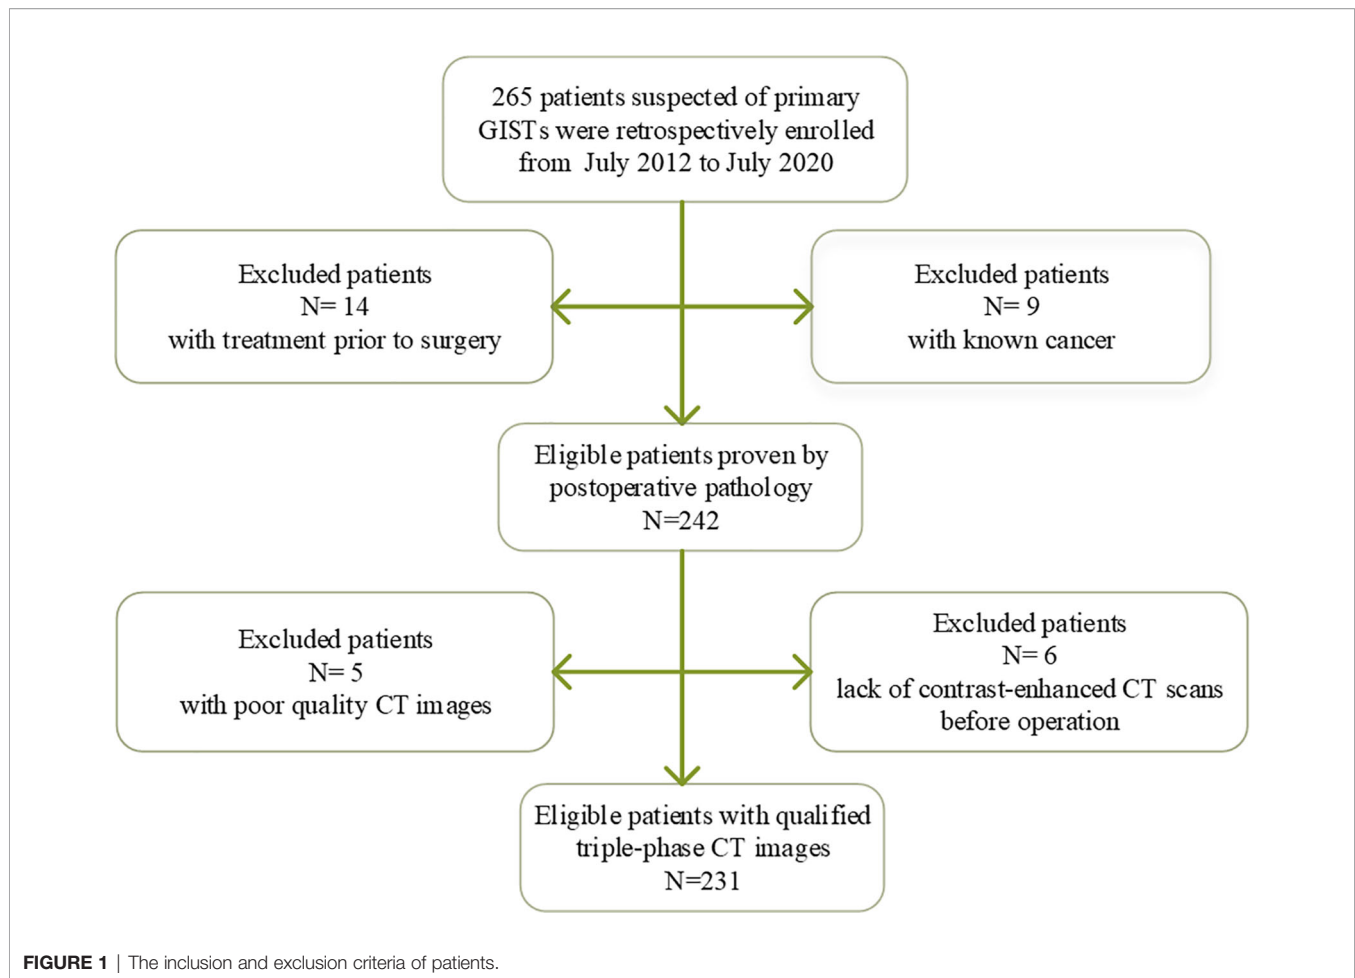 265 patients suspected of primary
GISTs were retrospectively enrolled
from July 2012 to July 2020
Excluded patients
N= 14
with treatment prior to surgery
Excluded patients
N= 9
with known cancer
Eligible patients proven by
postoperative pathology
N=242
Excluded patients
N= 5
with poor quality CT images
Excluded patients
N= 6
lack of contrast-enhanced CT scans
before operation
Eligible patients with qualified
triple-phase CT images
N=231
FIGURE 1 | The inclusion and exclusion criteria of patients.